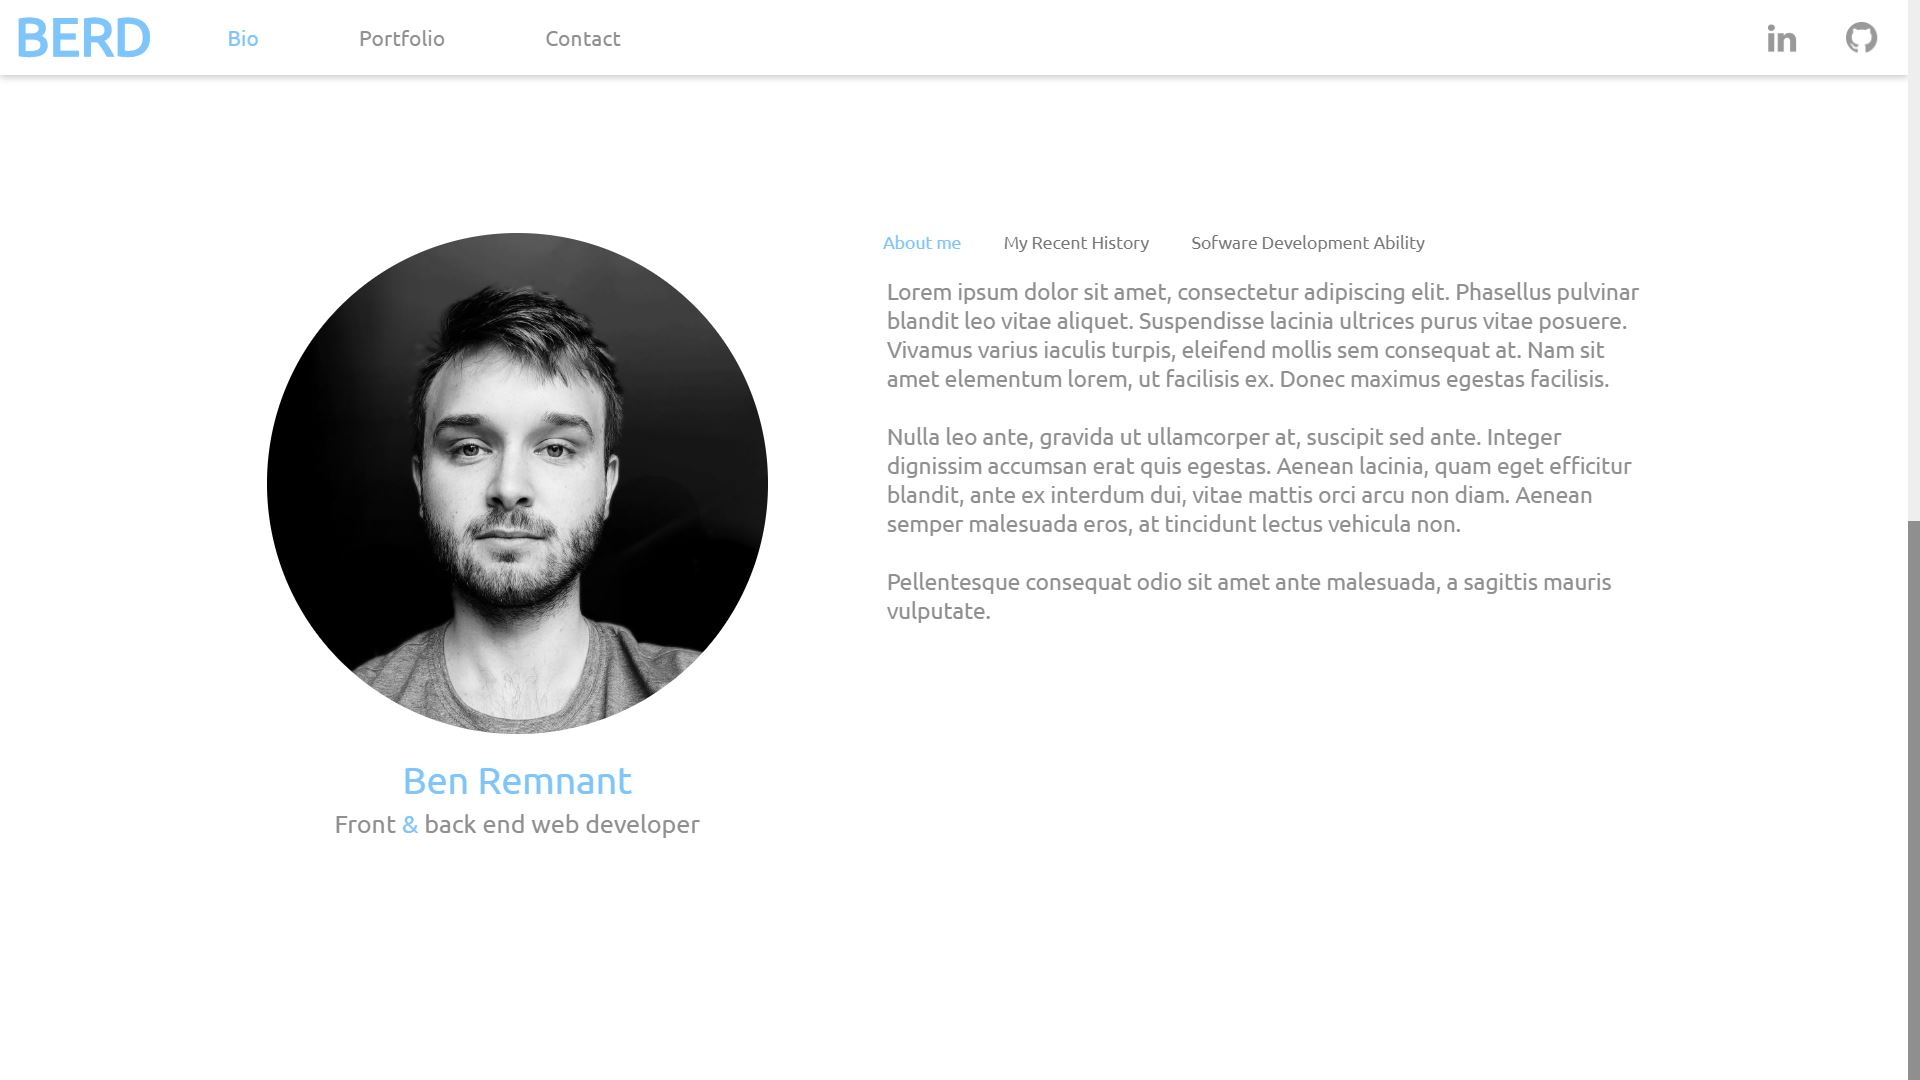 BERD
Bio
Portfolio
Contact
in
About me
My Recent History
Sofware Development Ability
Lorem ipsum dolor sit amet, consectetur adipiscing elit. Phasellus pulvinar
blandit leo vitae aliquet. Suspendisse lacinia ultrices purus vitae posuere.
Vivamus varius iaculis turpis, eleifend mollis sem consequat at. Nam sit
amet elementum lorem, ut facilisis ex. Donec maximus egestas facilisis.
Nulla leo ante, gravida ut ullamcorper at, suscipit sed ante. Integer
dignissim accumsan erat quis egestas. Aenean lacinia, quam eget efficitur
blandit, ante ex interdum dui, vitae mattis orci arcu non diam. Aenean
semper malesuada eros, at tincidunt lectus vehicula non.
Pellentesque consequat odio sit amet ante malesuada, a sagittis mauris
vulputate.
Ben Remnant
Front & back end web developer